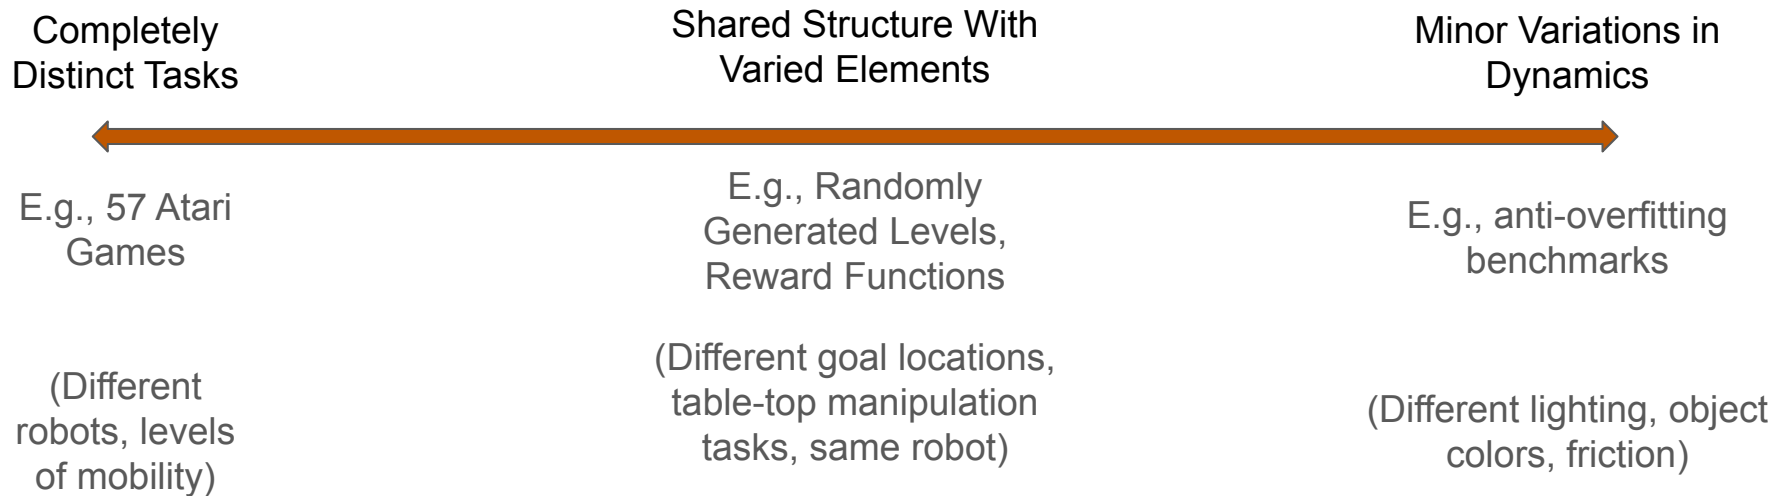 Completely
Distinct Tasks
Shared Structure With
Varied Elements
Minor Variations in
Dynamics
E.g., 57 Atari
Games
E.g., Randomly
Generated Levels,
Reward Functions
E.g., anti-overfitting
benchmarks
(Different
robots, levels
of mobility)
(Different goal locations,
table-top manipulation
tasks, same robot)
(Different lighting, object
colors, friction)